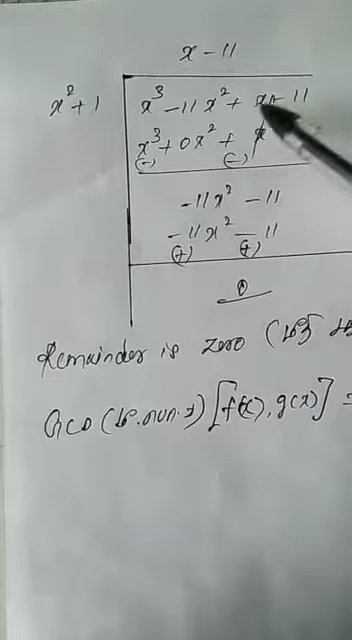 x - 11
x² + 1 x³ - 11x² + x - 11
x³ + 0x² + x
(-) (-)
-11x² - 11
-11x² - 11
(+) (+)
0
Remainder is zero (
GCD ( [f(x), g(x)] =